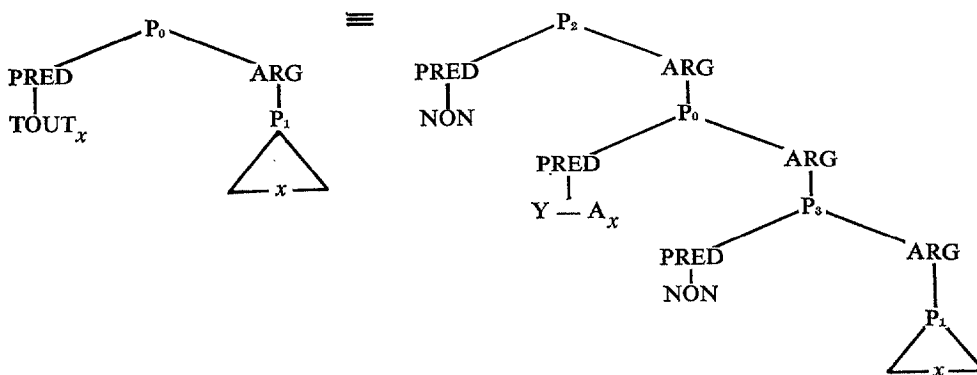 P₀ ≡ P₂
PRED ARG PRED ARG
TOUTₓ P₁ NON P₀
x PRED ARG
Y — Aₓ P₃
PRED ARG
NON P₁
x